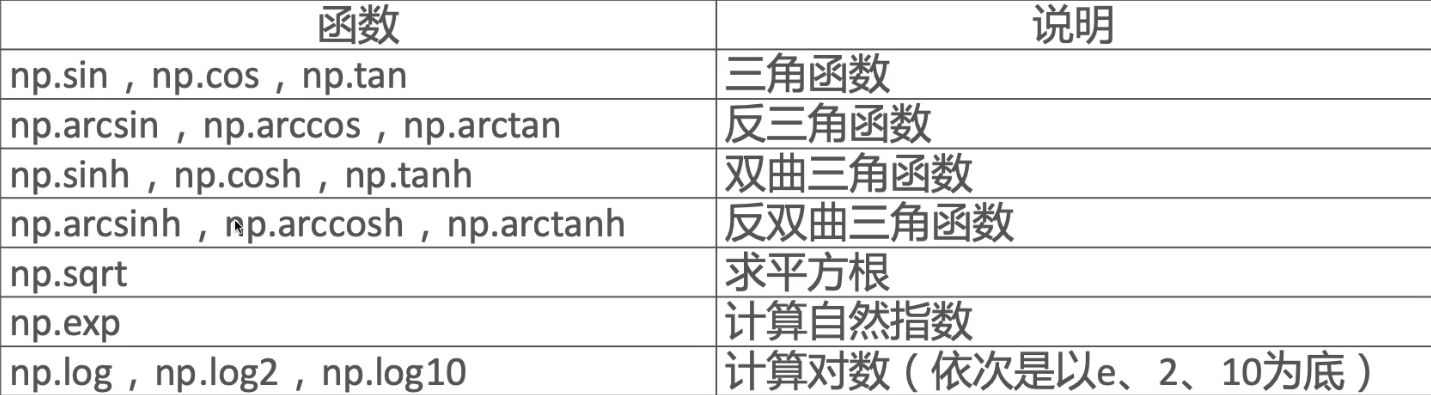 函数 说明
np.sin，np.cos，np.tan 三角函数
np.arcsin，np.arccos，np.arctan 反三角函数
np.sinh，np.cosh，np.tanh 双曲三角函数
np.arcsinh，np.arccosh，np.arctanh 反双曲三角函数
np.sqrt 求平方根
np.exp 计算自然指数
np.log，np.log2，np.log10 计算对数（依次是以e、2、10为底）